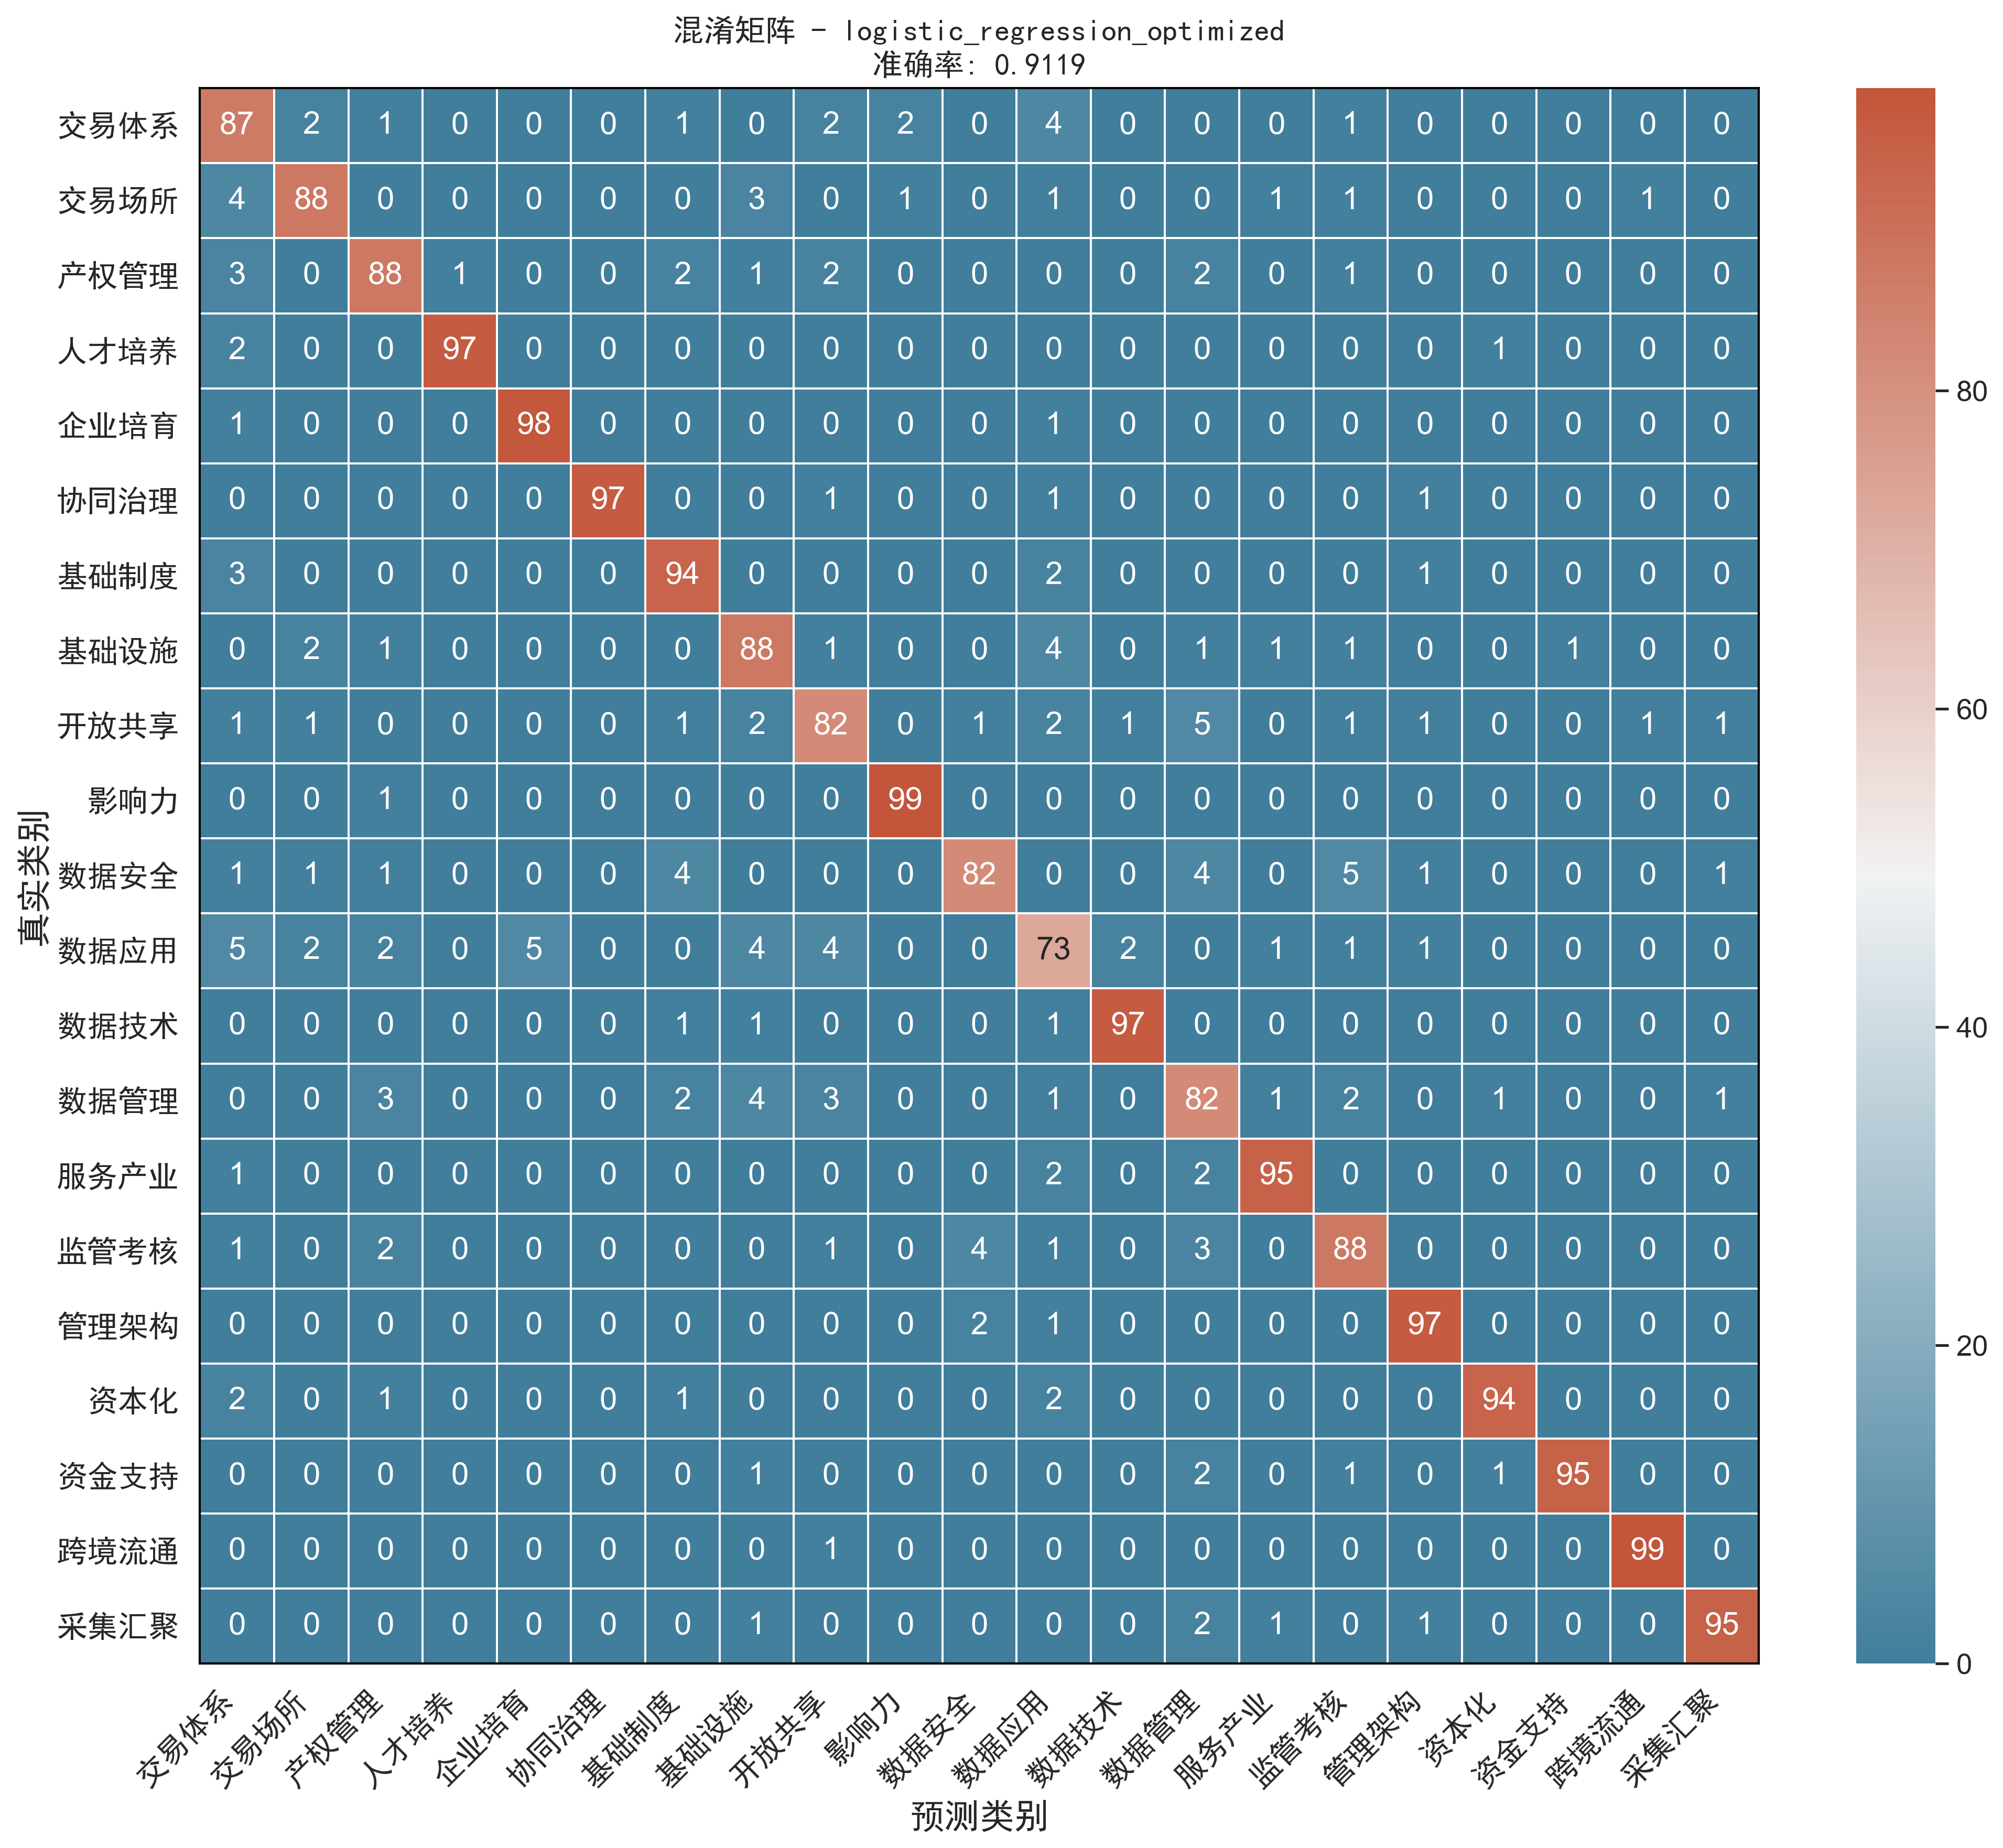 混淆矩阵 - logistic_regression_optimized
准确率: 0.9119
真实类别
交易体系 87 2 1 0 0 0 1 0 2 2 0 4 0 0 0 1 0 0 0 0 0
交易场所 4 88 0 0 0 0 0 3 0 1 0 1 0 0 1 1 0 0 0 1 0
产权管理 3 0 88 1 0 0 2 1 2 0 0 0 0 2 0 1 0 0 0 0 0
人才培养 2 0 0 97 0 0 0 0 0 0 0 0 0 0 0 0 0 1 0 0 0
企业培育 1 0 0 0 98 0 0 0 0 0 0 1 0 0 0 0 0 0 0 0 0
协同治理 0 0 0 0 0 97 0 0 1 0 0 1 0 0 0 0 1 0 0 0 0
基础制度 3 0 0 0 0 0 94 0 0 0 0 2 0 0 0 0 1 0 0 0 0
基础设施 0 2 1 0 0 0 0 88 1 0 0 4 0 1 1 1 0 0 1 0 0
开放共享 1 1 0 0 0 0 1 2 82 0 1 2 1 5 0 1 1 0 0 1 1
影响力 0 0 1 0 0 0 0 0 0 99 0 0 0 0 0 0 0 0 0 0 0
数据安全 1 1 1 0 0 0 4 0 0 0 82 0 0 4 0 5 1 0 0 0 1
数据应用 5 2 2 0 5 0 0 4 4 0 0 73 2 0 1 1 1 0 0 0 0
数据技术 0 0 0 0 0 0 1 1 0 0 0 1 97 0 0 0 0 0 0 0 0
数据管理 0 0 3 0 0 0 2 4 3 0 0 1 0 82 1 2 0 1 0 0 1
服务产业 1 0 0 0 0 0 0 0 0 0 0 2 0 2 95 0 0 0 0 0 0
监管考核 1 0 2 0 0 0 0 0 1 0 4 1 0 3 0 88 0 0 0 0 0
管理架构 0 0 0 0 0 0 0 0 0 0 2 1 0 0 0 0 97 0 0 0 0
资本化 2 0 1 0 0 0 1 0 0 0 0 2 0 0 0 0 0 94 0 0 0
资金支持 0 0 0 0 0 0 0 1 0 0 0 0 0 2 0 1 0 1 95 0 0
跨境流通 0 0 0 0 0 0 0 0 1 0 0 0 0 0 0 0 0 0 0 99 0
采集汇聚 0 0 0 0 0 0 0 1 0 0 0 0 0 2 1 0 1 0 0 0 95
交易体系 交易场所 产权管理 人才培养 企业培育 协同治理 基础制度 基础设施 开放共享 影响力 数据安全 数据应用 数据技术 数据管理 服务产业 监管考核 管理架构 资本化 资金支持 跨境流通 采集汇聚
预测类别
80
60
40
20
0